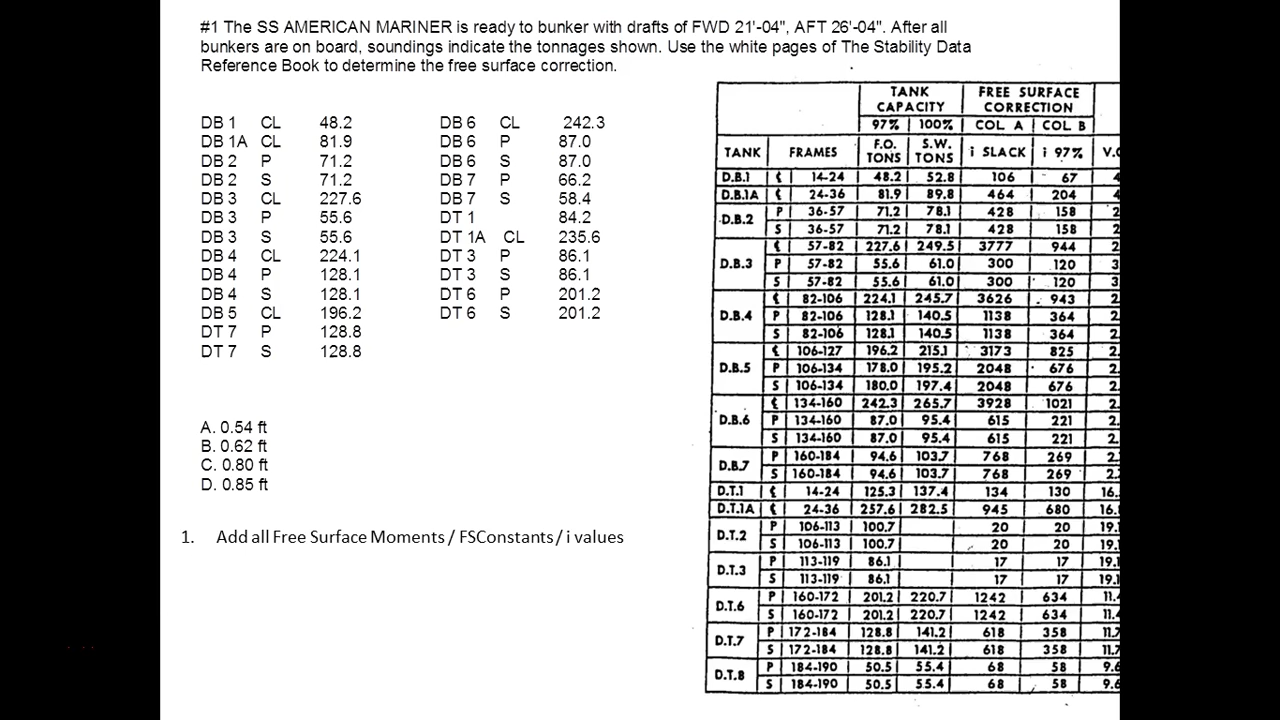 #1 The SS AMERICAN MARINER is ready to bunker with drafts of FWD 21'-04", AFT 26'-04". After all
bunkers are on board, soundings indicate the tonnages shown. Use the white pages of The Stability Data
Reference Book to determine the free surface correction.
DB 1 CL 48.2
DB 1A CL 81.9
DB 2 P 71.2
DB 2 S 71.2
DB 3 CL 227.6
DB 3 P 55.6
DB 3 S 55.6
DB 4 CL 224.1
DB 4 P 128.1
DB 4 S 128.1
DB 5 CL 196.2
DT 7 P 128.8
DT 7 S 128.8
DB 6 CL 242.3
DB 6 P 87.0
DB 6 S 87.0
DB 7 P 66.2
DB 7 S 58.4
DT 1 84.2
DT 1A CL 235.6
DT 3 P 86.1
DT 3 S 86.1
DT 6 P 201.2
DT 6 S 201.2
A. 0.54 ft
B. 0.62 ft
C. 0.80 ft
D. 0.85 ft
1. Add all Free Surface Moments / FSConstants / i values
TANK CAPACITY FREE SURFACE CORRECTION
97% 100% COL A COL B
TANK FRAMES F.O. TONS S.W. TONS i SLACK i 97%
D.B.1 ℄ 14-24 48.2 52.8 106 67
D.B.1A ℄ 24-36 81.9 89.8 464 204
D.B.2 P 36-57 71.2 78.1 428 158
S 36-57 71.2 78.1 428 158
D.B.3 ℄ 57-82 227.6 249.5 3777 944
P 57-82 55.6 61.0 300 120
S 57-82 55.6 61.0 300 120
D.B.4 ℄ 82-106 224.1 245.7 3626 943
P 82-106 128.1 140.5 1138 364
S 82-106 128.1 140.5 1138 364
D.B.5 ℄ 106-127 196.2 215.1 3173 825
P 106-134 178.0 195.2 2048 676
S 106-134 180.0 197.4 2048 676
D.B.6 ℄ 134-160 242.3 265.7 3928 1021
P 134-160 87.0 95.4 615 221
S 134-160 87.0 95.4 615 221
D.B.7 P 160-184 94.6 103.7 768 269
S 160-184 94.6 103.7 768 269
D.T.1 ℄ 14-24 125.3 137.4 134 130 16.
D.T.1A ℄ 24-36 257.6 282.5 945 680 16.
D.T.2 P 106-113 100.7 20 20 19.
S 106-113 100.7 20 20 19.
D.T.3 P 113-119 86.1 17 17 19.
S 113-119 86.1 17 17 19.
D.T.6 P 160-172 201.2 220.7 1242 634 11.
S 160-172 201.2 220.7 1242 634 11.
D.T.7 P 172-184 128.8 141.2 618 358 11.
S 172-184 128.8 141.2 618 358 11.
D.T.8 P 184-190 50.5 55.4 68 58 9.
S 184-190 50.5 55.4 68 58 9.